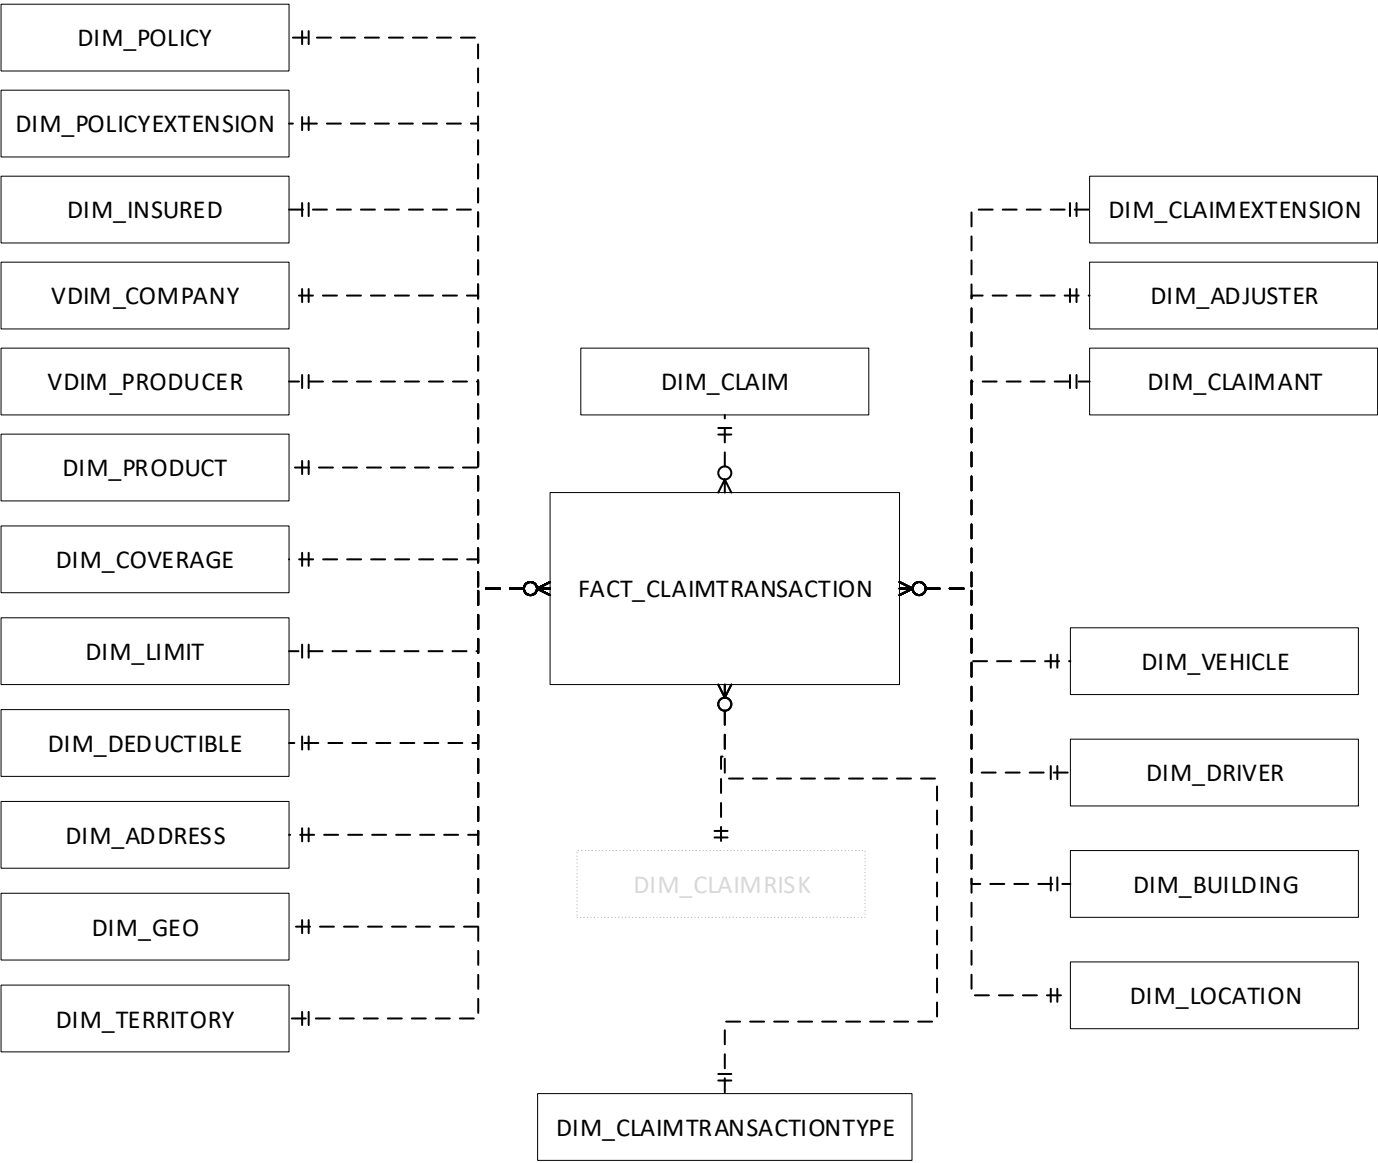 DIM_POLICY
DIM_POLICYEXTENSION
DIM_INSURED
VDIM_COMPANY
VDIM_PRODUCER
DIM_PRODUCT
DIM_COVERAGE
DIM_LIMIT
DIM_DEDUCTIBLE
DIM_ADDRESS
DIM_GEO
DIM_TERRITORY
DIM_CLAIM
FACT_CLAIMTRANSACTION
DIM_CLAIMRISK
DIM_CLAIMTRANSACTIONTYPE
DIM_CLAIMEXTENSION
DIM_ADJUSTER
DIM_CLAIMANT
DIM_VEHICLE
DIM_DRIVER
DIM_BUILDING
DIM_LOCATION